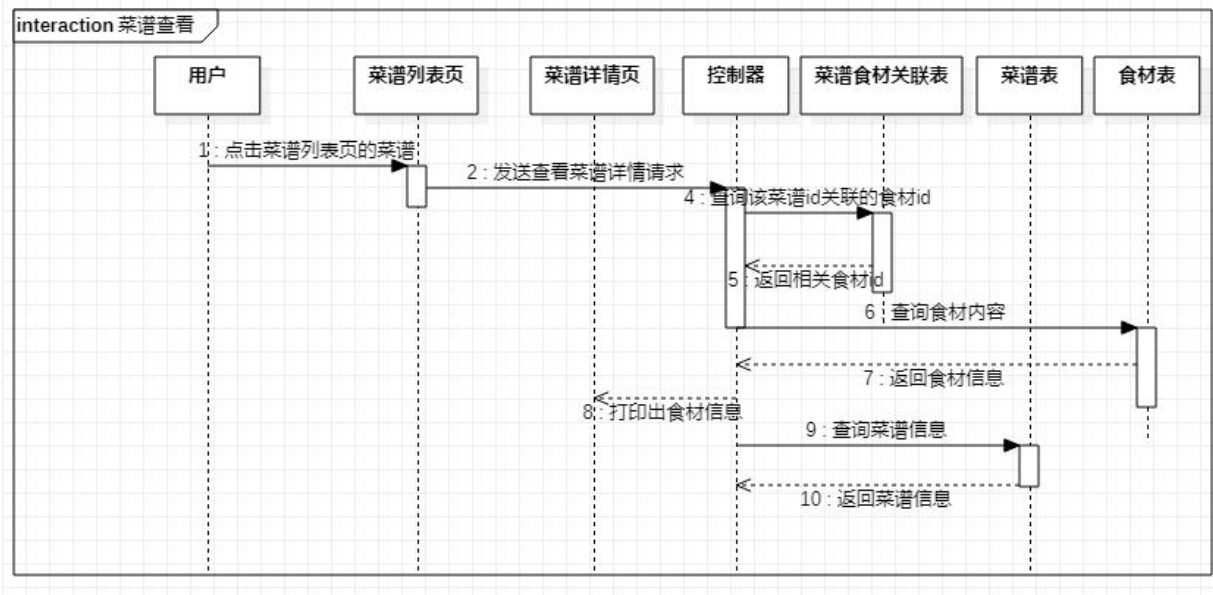 interaction 菜谱查看
用户
菜谱列表页
菜谱详情页
控制器
菜谱食材关联表
菜谱表
食材表
1 : 点击菜谱列表页的菜谱
2 : 发送查看菜谱详情请求
4 : 查询该菜谱id关联的食材id
5 : 返回相关食材id
6 : 查询食材内容
7 : 返回食材信息
8 : 打印出食材信息
9 : 查询菜谱信息
10 : 返回菜谱信息